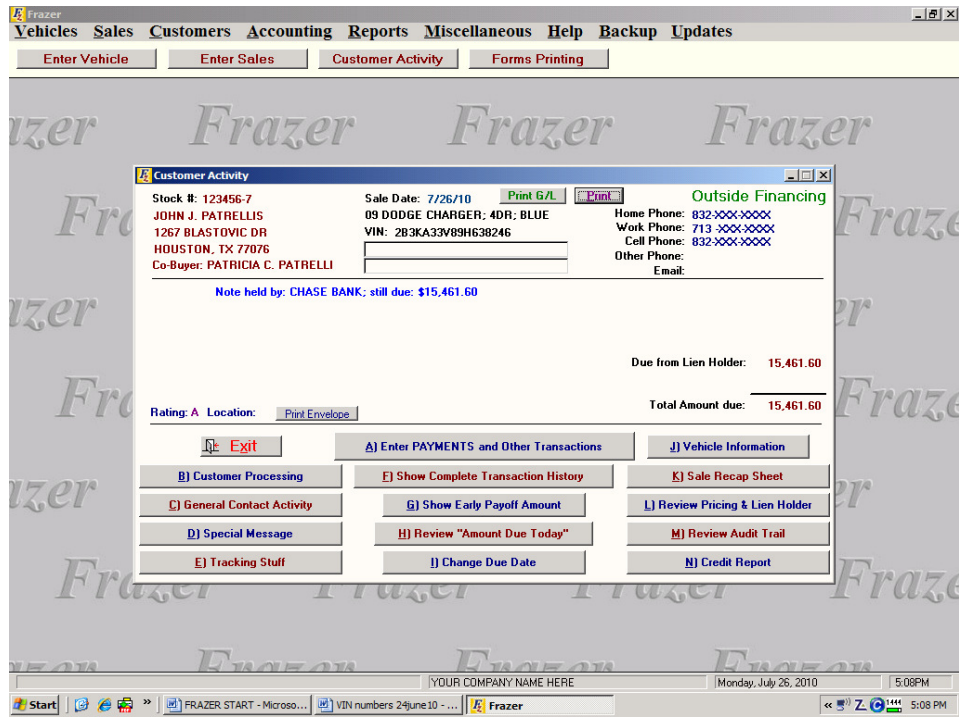 Frazer
Vehicles Sales Customers Accounting Reports Miscellaneous Help Backup Updates
Enter Vehicle Enter Sales Customer Activity Forms Printing
Frazer Frazer Frazer
Customer Activity
Stock #: 123456-7 Sale Date: 7/26/10 Print G/L Print Outside Financing
JOHN J. PATRELLIS 09 DODGE CHARGER; 4DR; BLUE Home Phone: 832-XXX-XXXX
1267 BLASTOVIC DR VIN: 2B3KA33V89H638246 Work Phone: 713 -XXX-XXXX
HOUSTON, TX 77076 Cell Phone: 832-XXX-XXXX
Co-Buyer: PATRICIA C. PATRELLI Other Phone:
Email:
Note held by: CHASE BANK; still due: $15,461.60
Due from Lien Holder: 15,461.60
Total Amount due: 15,461.60
Rating: A Location: Print Envelope
Exit A) Enter PAYMENTS and Other Transactions J) Vehicle Information
B) Customer Processing F) Show Complete Transaction History K) Sale Recap Sheet
C) General Contact Activity G) Show Early Payoff Amount L) Review Pricing & Lien Holder
D) Special Message H) Review "Amount Due Today" M) Review Audit Trail
E) Tracking Stuff I) Change Due Date N) Credit Report
YOUR COMPANY NAME HERE Monday, July 26, 2010 5:08PM
Start » FRAZER START - Microso... VIN numbers 24june10 - ... Frazer « 5:08 PM